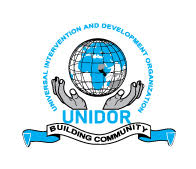 UNIVERSAL INTERVENTION AND DEVELOPMENT ORGANIZATION
UNIDOR
BUILDING COMMUNITY